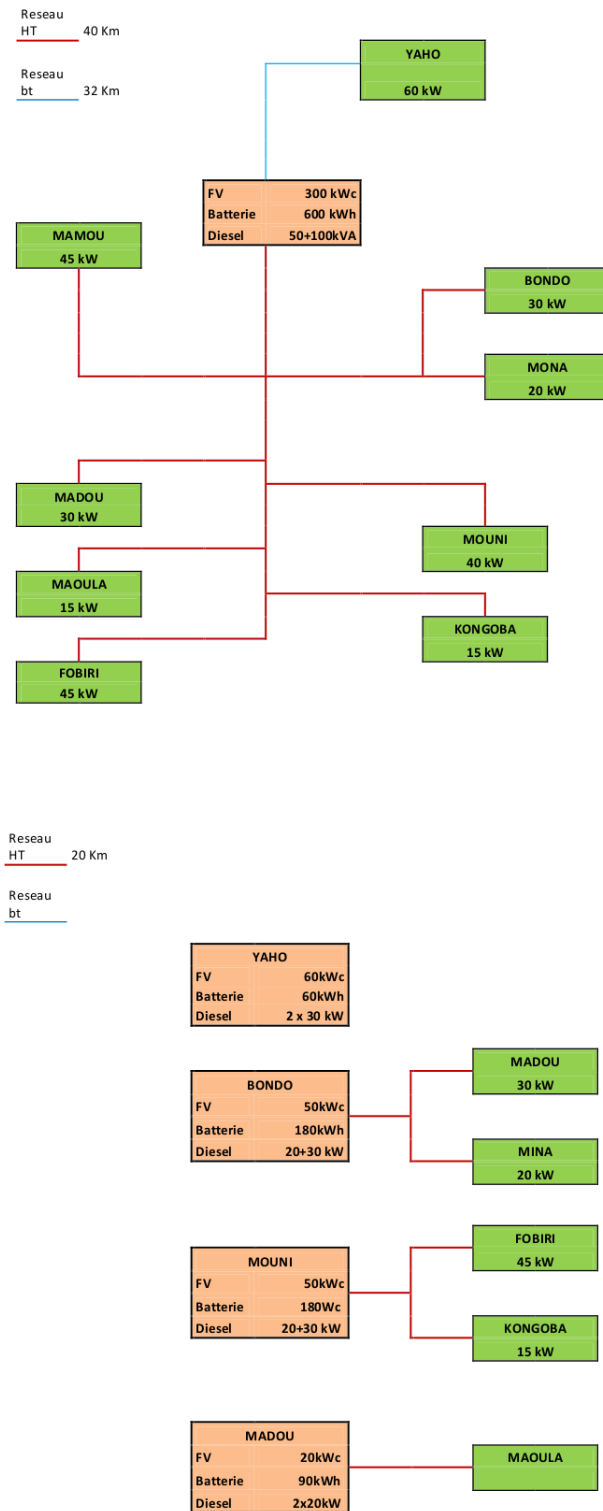 Reseau
HT 40 Km
Reseau
bt 32 Km
YAHO
60 kW
FV 300 kWc
Batterie 600 kWh
Diesel 50+100kVA
MAMOU
45 kW
BONDO
30 kW
MONA
20 kW
MADOU
30 kW
MOUNI
40 kW
MAOULA
15 kW
KONGOBA
15 kW
FOBIRI
45 kW
Reseau
HT 20 Km
Reseau
bt
YAHO
FV 60kWc
Batterie 60kWh
Diesel 2 x 30 kW
BONDO
FV 50kWc
Batterie 180kWh
Diesel 20+30 kW
MADOU
30 kW
MINA
20 kW
MOUNI
FV 50kWc
Batterie 180Wc
Diesel 20+30 kW
FOBIRI
45 kW
KONGOBA
15 kW
MADOU
FV 20kWc
Batterie 90kWh
Diesel 2x20kW
MAOULA